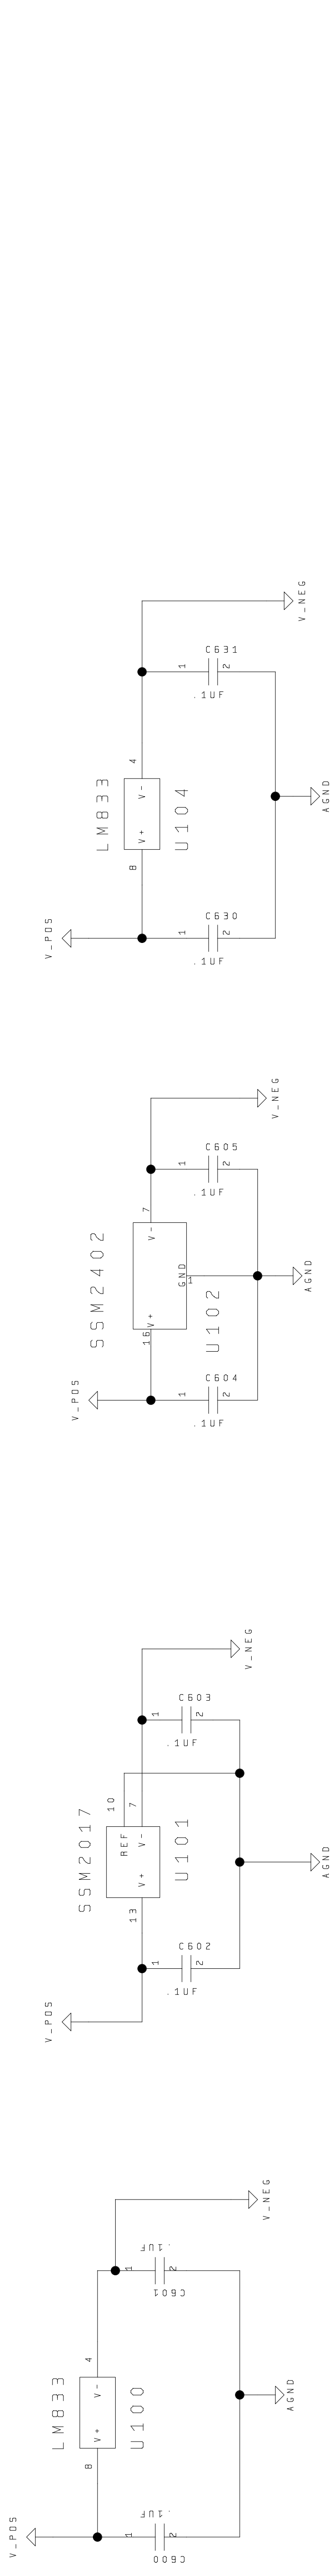 V_POS
LM833
8
V+
V-
4
U100
1
.1UF
2
C600
1
.1UF
2
C601
V_NEG
AGND
V_POS
SSM2017
13
V+
REF
10
V-
7
U101
1
C602
2
.1UF
1
C603
2
.1UF
V_NEG
AGND
V_POS
SSM2402
16
V+
V-
7
GND
1
U102
1
C604
2
.1UF
1
C605
2
.1UF
V_NEG
AGND
V_POS
LM833
8
V+
V-
4
U104
1
C630
2
.1UF
1
C631
2
.1UF
V_NEG
AGND